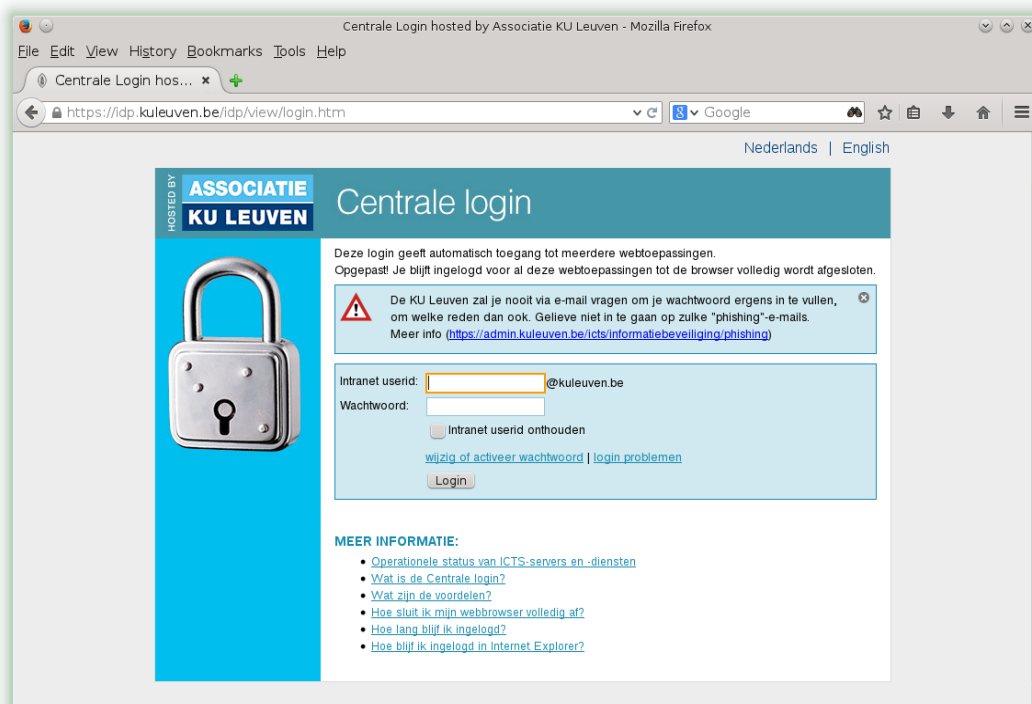 Centrale Login hosted by Associatie KU Leuven - Mozilla Firefox
File Edit View History Bookmarks Tools Help
Centrale Login hos...
https://idp.kuleuven.be/idp/view/login.htm
8 Google
Nederlands | English
HOSTED BY
ASSOCIATIE
KU LEUVEN
Centrale login
Deze login geeft automatisch toegang tot meerdere webtoepassingen.
Opgepast! Je blijft ingelogd voor al deze webtoepassingen tot de browser volledig wordt afgesloten.
De KU Leuven zal je nooit via e-mail vragen om je wachtwoord ergens in te vullen,
om welke reden dan ook. Gelieve niet in te gaan op zulke "phishing"-e-mails.
Meer info (https://admin.kuleuven.be/icts/informatiebeveiliging/phishing)
Intranet userid: @kuleuven.be
Wachtwoord:
Intranet userid onthouden
wijzig of activeer wachtwoord | login problemen
Login
MEER INFORMATIE:
Operationele status van ICTS-servers en -diensten
Wat is de Centrale login?
Wat zijn de voordelen?
Hoe sluit ik mijn webbrowser volledig af?
Hoe lang blijf ik ingelogd?
Hoe blijf ik ingelogd in Internet Explorer?